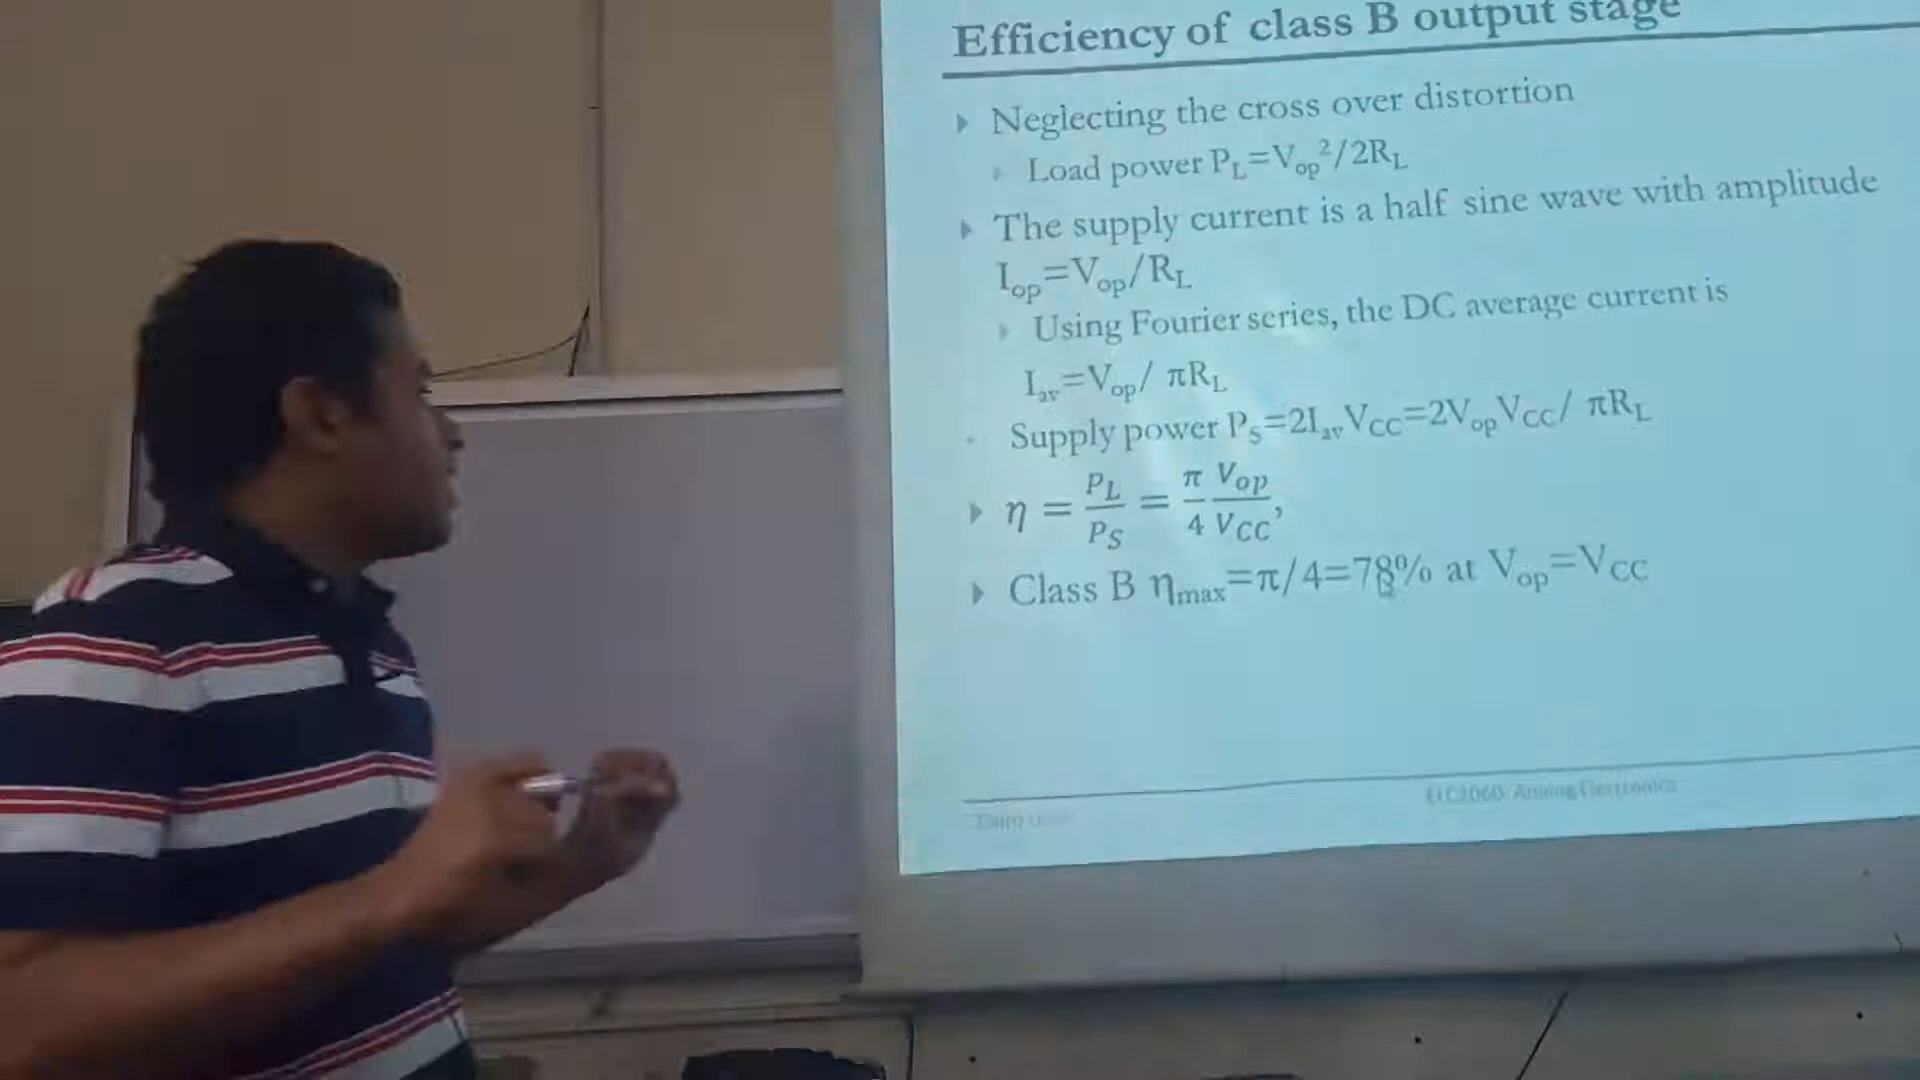 Efficiency of class B output stage
Neglecting the cross over distortion
Load power P_L=V_op²/2R_L
The supply current is a half sine wave with amplitude
I_op=V_op/R_L
Using Fourier series, the DC average current is
I_av=V_op/ πR_L
Supply power P_S=2I_av V_CC=2V_op V_CC/ πR_L
η = P_L/P_S = π/4 V_op/V_CC,
Class B η_max=π/4=78% at V_op=V_CC
Analog Electronics